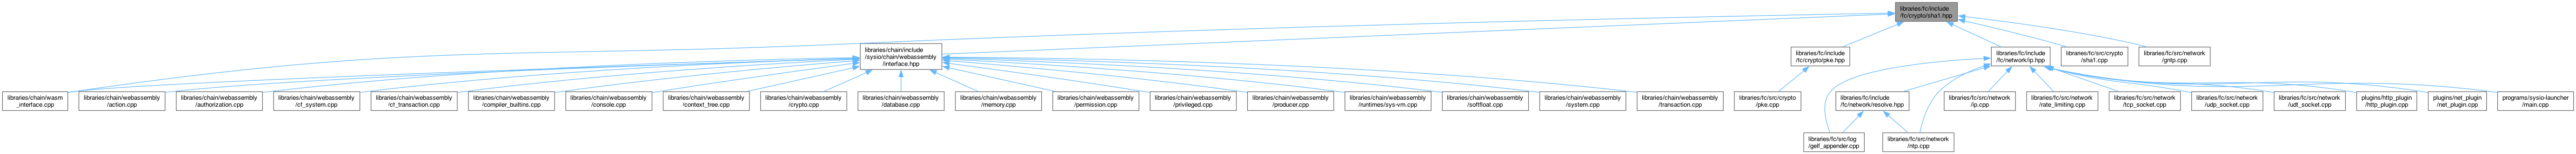 libraries/fc/include
/fc/crypto/sha1.hpp
libraries/chain/include
/sysio/chain/webassembly
/interface.hpp
libraries/fc/include
/fc/crypto/pke.hpp
libraries/fc/include
/fc/network/ip.hpp
libraries/fc/src/crypto
/sha1.cpp
libraries/fc/src/network
/gntp.cpp
libraries/chain/wasm
_interface.cpp
libraries/chain/webassembly
/action.cpp
libraries/chain/webassembly
/authorization.cpp
libraries/chain/webassembly
/cf_system.cpp
libraries/chain/webassembly
/cf_transaction.cpp
libraries/chain/webassembly
/compiler_builtins.cpp
libraries/chain/webassembly
/console.cpp
libraries/chain/webassembly
/context_tree.cpp
libraries/chain/webassembly
/crypto.cpp
libraries/chain/webassembly
/database.cpp
libraries/chain/webassembly
/memory.cpp
libraries/chain/webassembly
/permission.cpp
libraries/chain/webassembly
/privileged.cpp
libraries/chain/webassembly
/producer.cpp
libraries/chain/webassembly
/runtimes/sys-vm.cpp
libraries/chain/webassembly
/softfloat.cpp
libraries/chain/webassembly
/system.cpp
libraries/chain/webassembly
/transaction.cpp
libraries/fc/src/crypto
/pke.cpp
libraries/fc/include
/fc/network/resolve.hpp
libraries/fc/src/network
/ip.cpp
libraries/fc/src/network
/rate_limiting.cpp
libraries/fc/src/network
/tcp_socket.cpp
libraries/fc/src/network
/udp_socket.cpp
libraries/fc/src/network
/udt_socket.cpp
plugins/http_plugin
/http_plugin.cpp
plugins/net_plugin
/net_plugin.cpp
programs/sysio-launcher
/main.cpp
libraries/fc/src/log
/gelf_appender.cpp
libraries/fc/src/network
/ntp.cpp